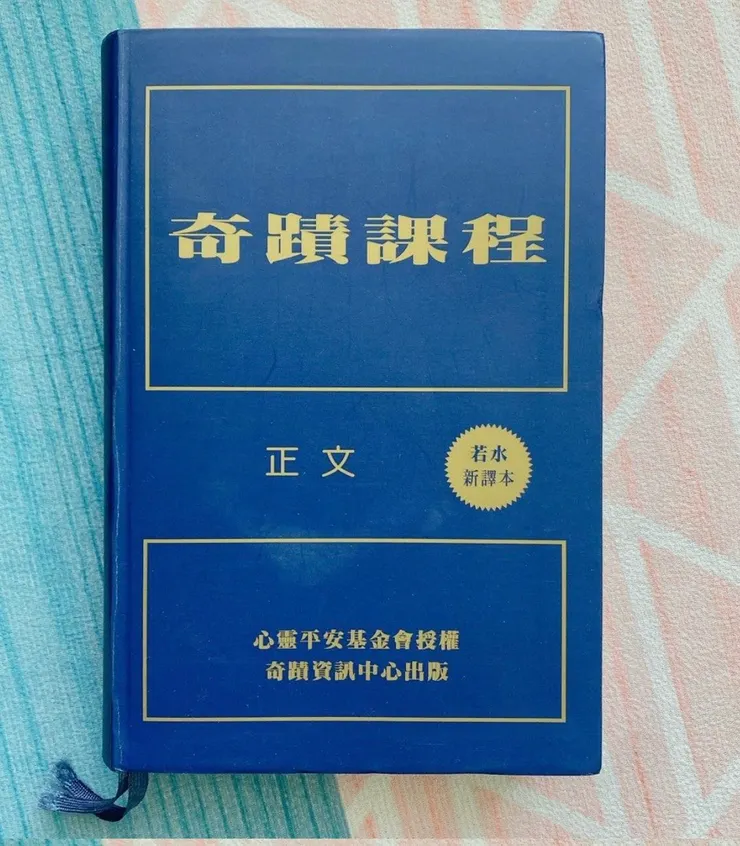 奇蹟課程
正文
若水
新譯本
心靈平安基金會授權
奇蹟資訊中心出版